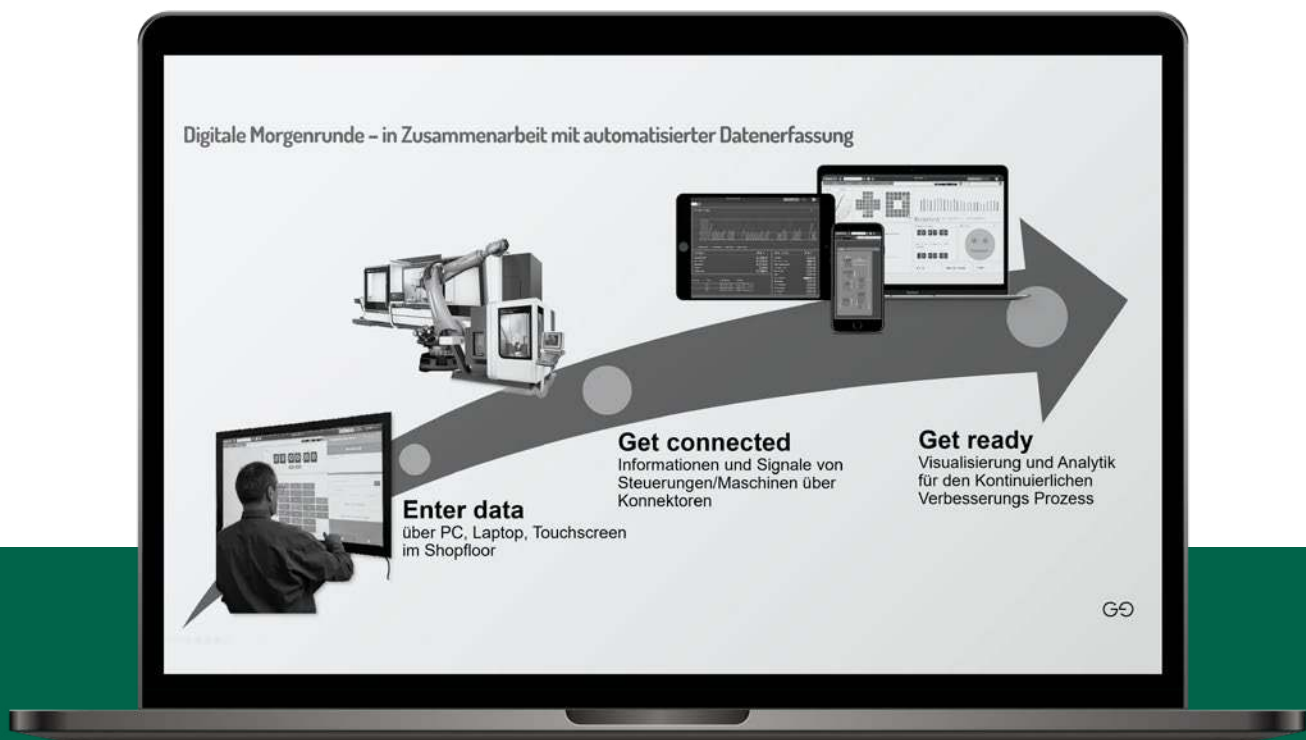 Digitale Morgenrunde – in Zusammenarbeit mit automatisierter Datenerfassung
Enter data
über PC, Laptop, Touchscreen
im Shopfloor
Get connected
Informationen und Signale von
Steuerungen/Maschinen über
Konnektoren
Get ready
Visualisierung und Analytik
für den Kontinuierlichen
Verbesserungs Prozess